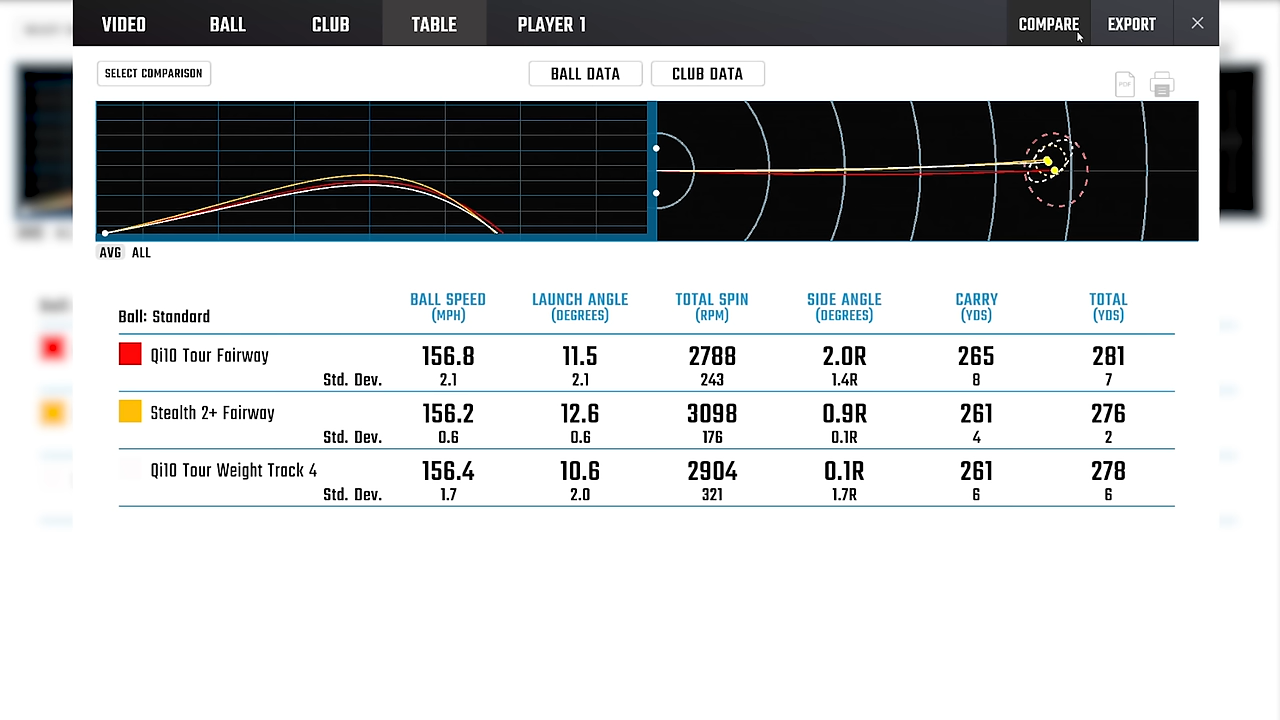 VIDEO BALL CLUB TABLE PLAYER 1 COMPARE EXPORT
SELECT COMPARISON BALL DATA CLUB DATA
PDF
AVG ALL
BALL SPEED LAUNCH ANGLE TOTAL SPIN SIDE ANGLE CARRY TOTAL
Ball: Standard (MPH) (DEGREES) (RPM) (DEGREES) (YDS) (YDS)
Qi10 Tour Fairway 156.8 11.5 2788 2.0R 265 281
Std. Dev. 2.1 2.1 243 1.4R 8 7
Stealth 2+ Fairway 156.2 12.6 3098 0.9R 261 276
Std. Dev. 0.6 0.6 176 0.1R 4 2
Qi10 Tour Weight Track 4 156.4 10.6 2904 0.1R 261 278
Std. Dev. 1.7 2.0 321 1.7R 6 6